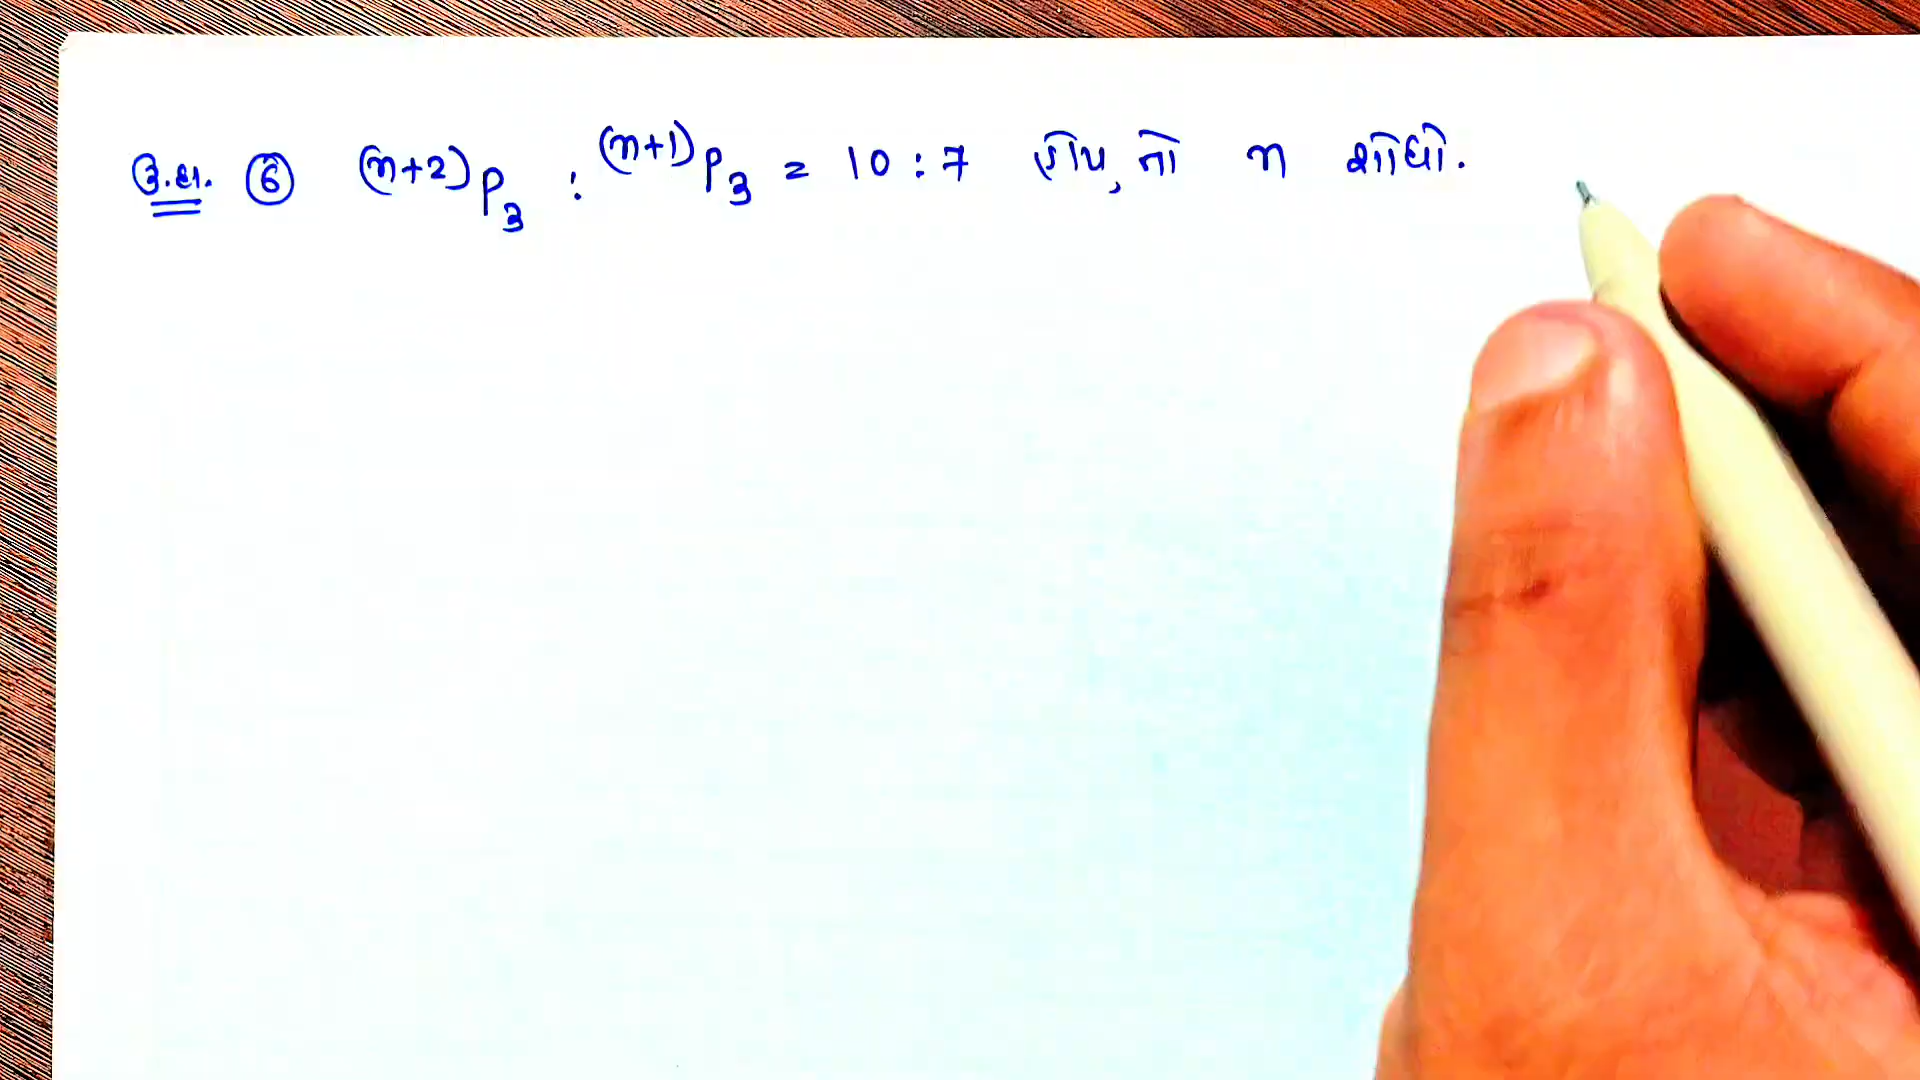 ઉ.દા. ⑥ (n+2)P₃ : (n+1)P₃ = 10 : 7 હોય, તો n શોધો.